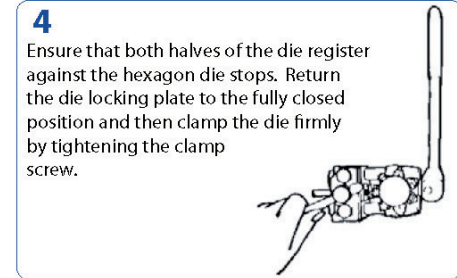 4
Ensure that both halves of the die register
against the hexagon die stops. Return
the die locking plate to the fully closed
position and then clamp the die firmly
by tightening the clamp
screw.